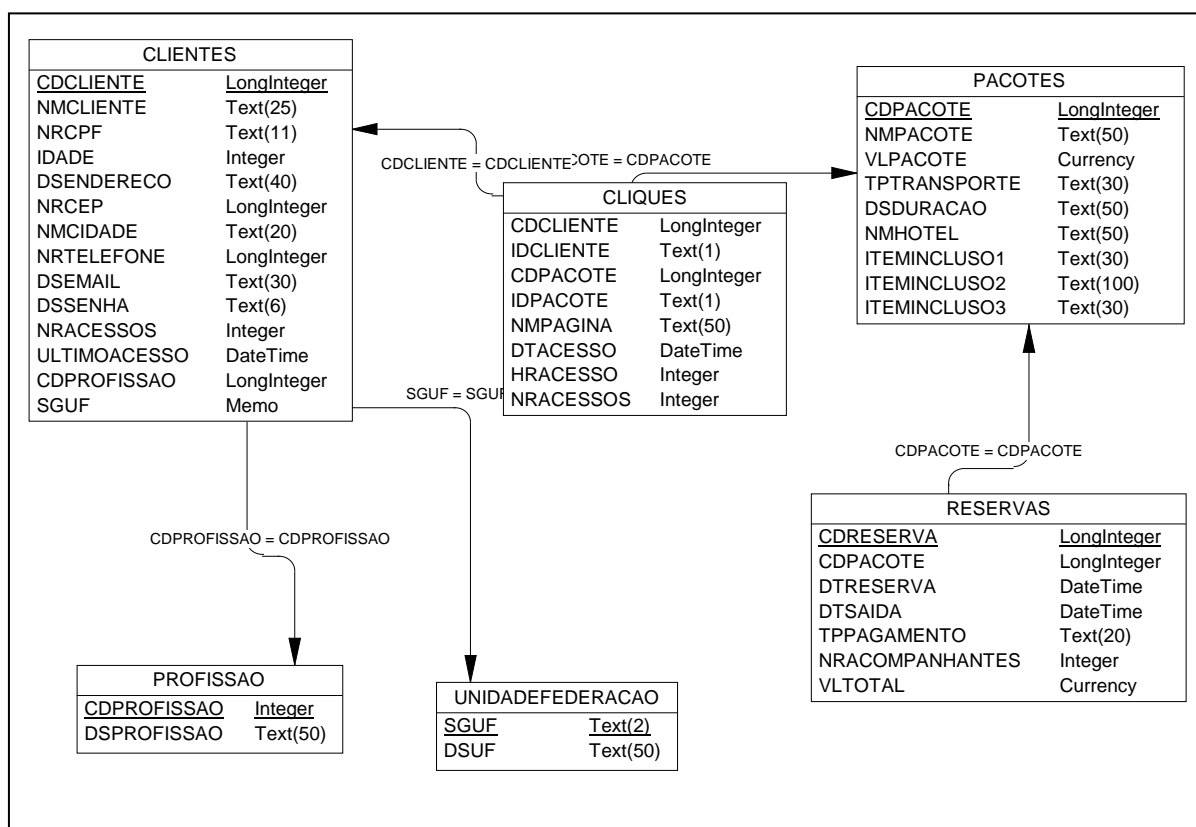 CLIENTES
CDCLIENTE LongInteger
NMCLIENTE Text(25)
NRCPF Text(11)
IDADE Integer
DSENDERECO Text(40)
NRCEP LongInteger
NMCIDADE Text(20)
NRTELEFONE LongInteger
DSEMAIL Text(30)
DSSENHA Text(6)
NRACESSOS Integer
ULTIMOACESSO DateTime
CDPROFISSAO LongInteger
SGUF Memo
CDCLIENTE = CDCLIENTE
COTE = CDPACOTE
PACOTES
CDPACOTE LongInteger
NMPACOTE Text(50)
VLPACOTE Currency
TPTRANSPORTE Text(30)
DSDURACAO Text(50)
NMHOTEL Text(50)
ITEMINCLUSO1 Text(30)
ITEMINCLUSO2 Text(100)
ITEMINCLUSO3 Text(30)
CLIQUES
CDCLIENTE LongInteger
IDCLIENTE Text(1)
CDPACOTE LongInteger
IDPACOTE Text(1)
NMPAGINA Text(50)
DTACESSO DateTime
HRACESSO Integer
NRACESSOS Integer
SGUF = SGUF
CDPACOTE = CDPACOTE
RESERVAS
CDRESERVA LongInteger
CDPACOTE LongInteger
DTRESERVA DateTime
DTSAIDA DateTime
TPPAGAMENTO Text(20)
NRACOMPANHANTES Integer
VLTOTAL Currency
CDPROFISSAO = CDPROFISSAO
PROFISSAO
CDPROFISSAO Integer
DSPROFISSAO Text(50)
UNIDADEFEDERACAO
SGUF Text(2)
DSUF Text(50)